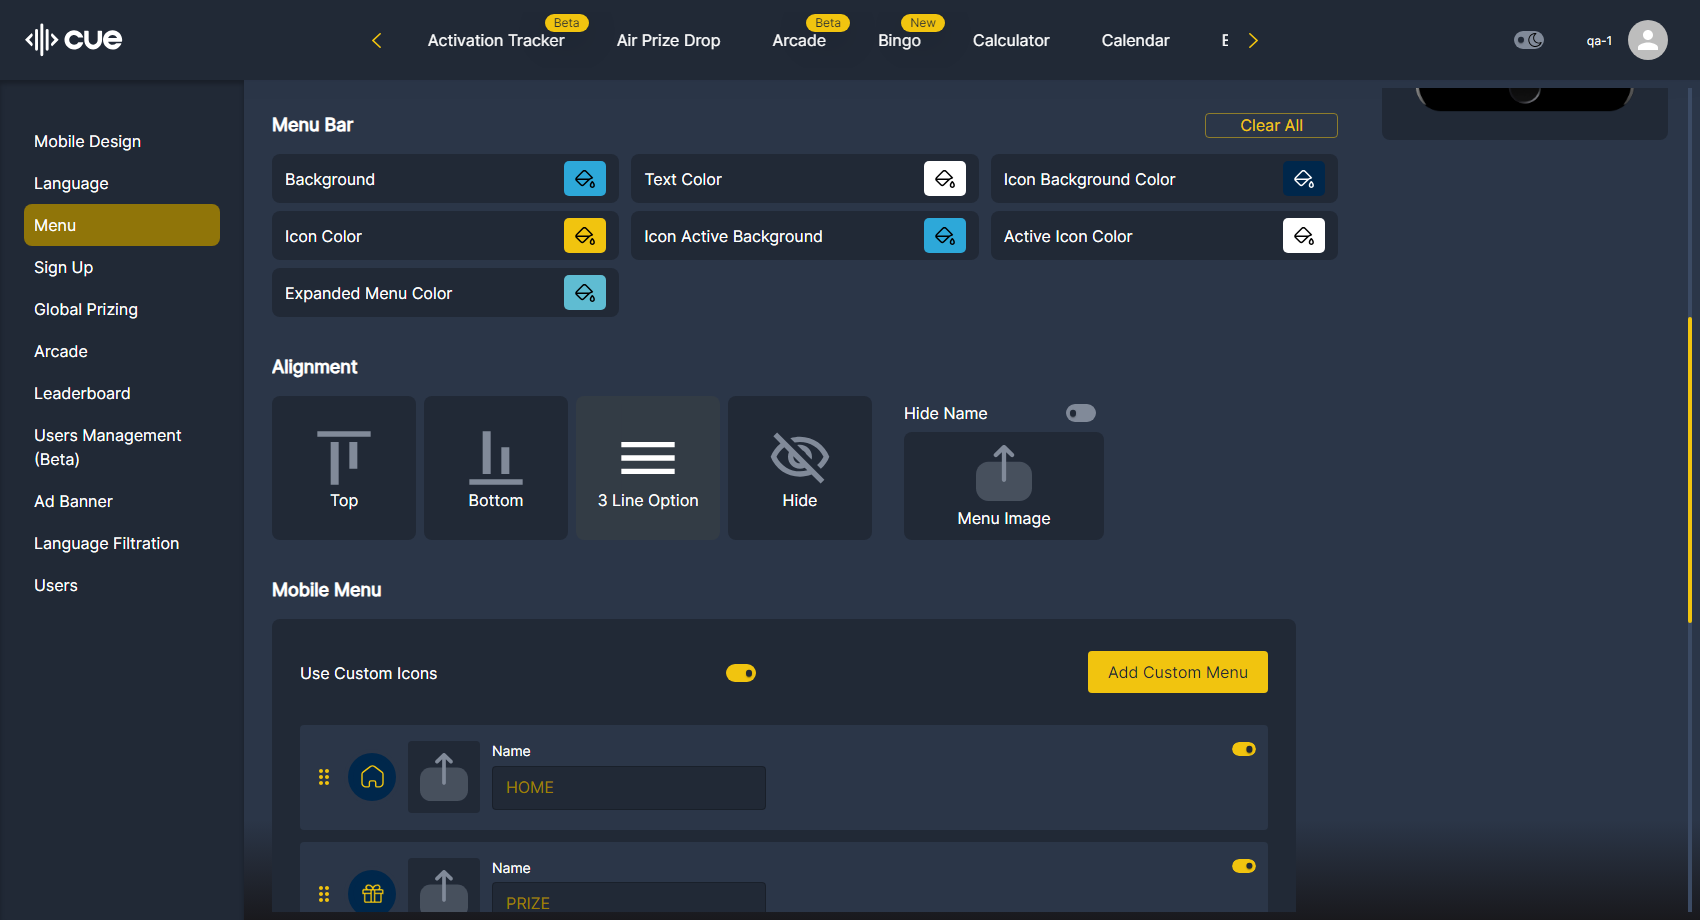 cue
Activation Tracker
Beta
Air Prize Drop
Arcade
Beta
Bingo
New
Calculator
Calendar
qa-1
Mobile Design
Language
Menu
Sign Up
Global Prizing
Arcade
Leaderboard
Users Management
(Beta)
Ad Banner
Language Filtration
Users
Menu Bar
Clear All
Background
Text Color
Icon Background Color
Icon Color
Icon Active Background
Active Icon Color
Expanded Menu Color
Alignment
Top
Bottom
3 Line Option
Hide
Hide Name
Menu Image
Mobile Menu
Use Custom Icons
Add Custom Menu
Name
HOME
Name
PRIZE